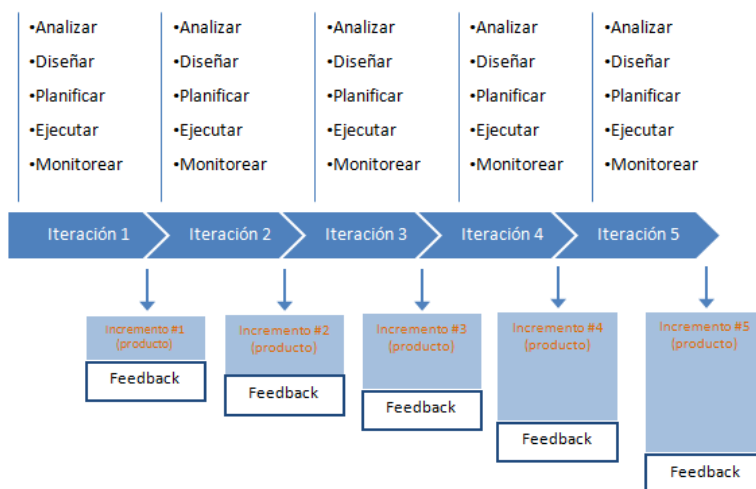 •Analizar
•Diseñar
•Planificar
•Ejecutar
•Monitorear
•Analizar
•Diseñar
•Planificar
•Ejecutar
•Monitorear
•Analizar
•Diseñar
•Planificar
•Ejecutar
•Monitorear
•Analizar
•Diseñar
•Planificar
•Ejecutar
•Monitorear
•Analizar
•Diseñar
•Planificar
•Ejecutar
•Monitorear
Iteración 1
Iteración 2
Iteración 3
Iteración 4
Iteración 5
Incremento #1
(producto)
Feedback
Incremento #2
(producto)
Feedback
Incremento #3
(producto)
Feedback
Incremento #4
(producto)
Feedback
Incremento #5
(producto)
Feedback